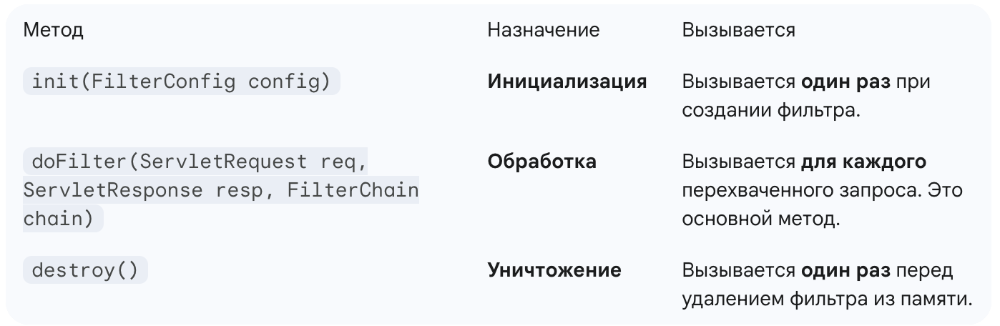 Метод Назначение Вызывается
init(FilterConfig config) Инициализация Вызывается один раз при
создании фильтра.
doFilter(ServletRequest req, Обработка Вызывается для каждого
ServletResponse resp, FilterChain перехваченного запроса. Это
chain) основной метод.
destroy() Уничтожение Вызывается один раз перед
удалением фильтра из памяти.